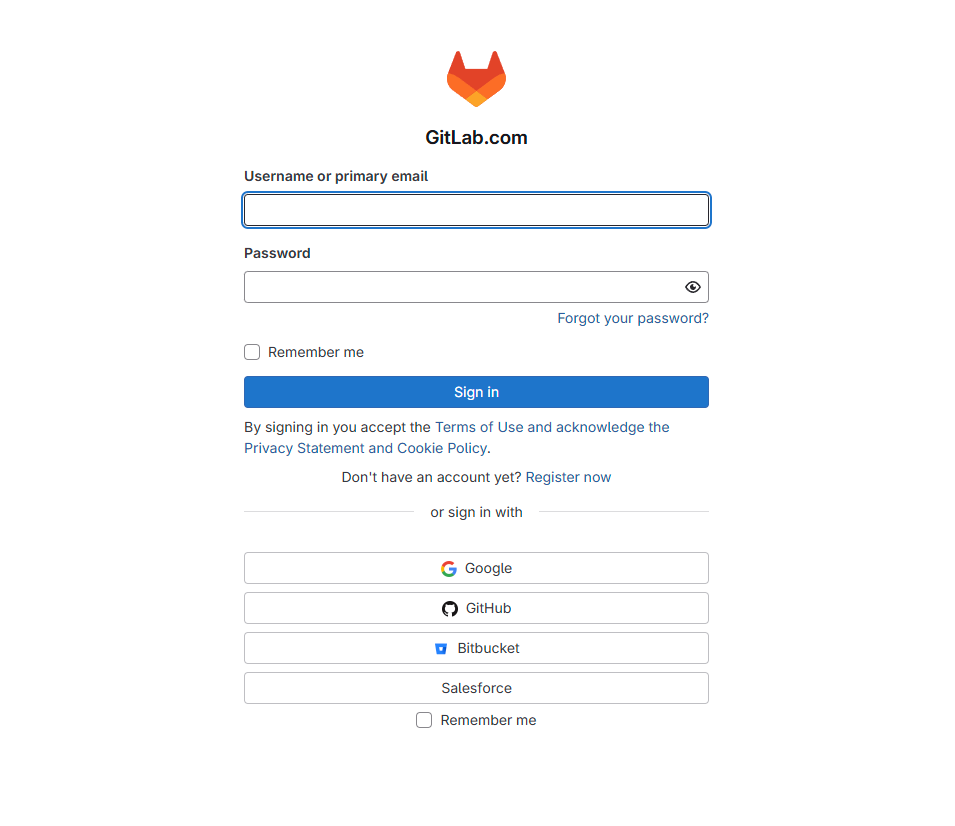 GitLab.com
Username or primary email
Password
Forgot your password?
Remember me
Sign in
By signing in you accept the Terms of Use and acknowledge the
Privacy Statement and Cookie Policy.
Don't have an account yet? Register now
or sign in with
Google
GitHub
Bitbucket
Salesforce
Remember me